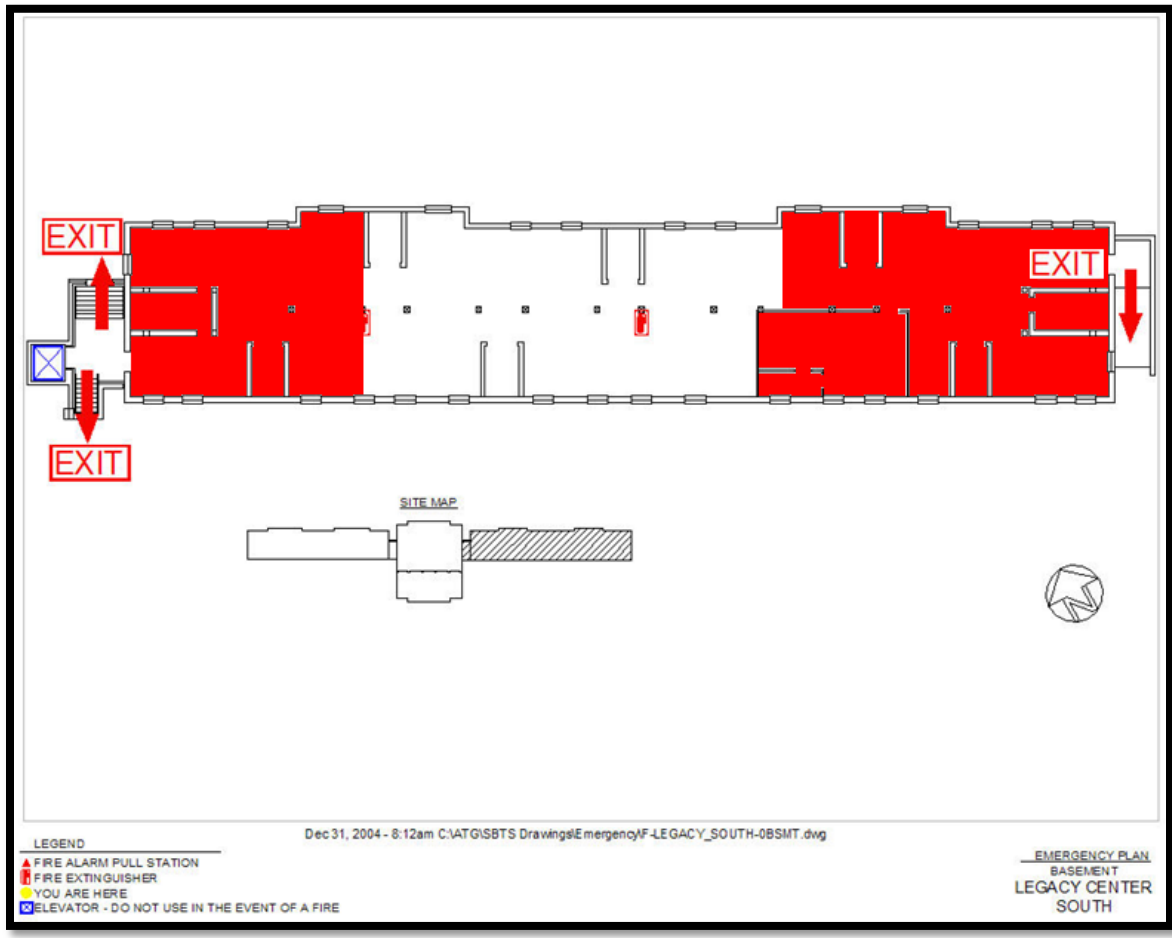 EXIT
EXIT
EXIT
SITE MAP
N
Dec 31, 2004 - 8:12am C:\ATG\SBTS Drawings\Emergency\F-LEGACY_SOUTH-0BSMT.dwg
LEGEND
FIRE ALARM PULL STATION
FIRE EXTINGUISHER
YOU ARE HERE
ELEVATOR - DO NOT USE IN THE EVENT OF A FIRE
EMERGENCY PLAN
BASEMENT
LEGACY CENTER
SOUTH